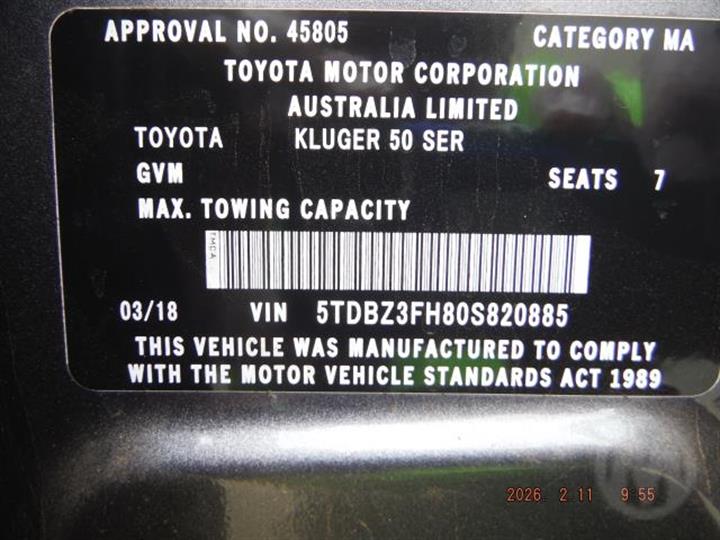 APPROVAL NO. 45805 CATEGORY MA
TOYOTA MOTOR CORPORATION
AUSTRALIA LIMITED
TOYOTA KLUGER 50 SER
GVM SEATS 7
MAX. TOWING CAPACITY
TMCA
03/18 VIN 5TDBZ3FH80S820885
THIS VEHICLE WAS MANUFACTURED TO COMPLY
WITH THE MOTOR VEHICLE STANDARDS ACT 1989
2026. 2.11 9:55